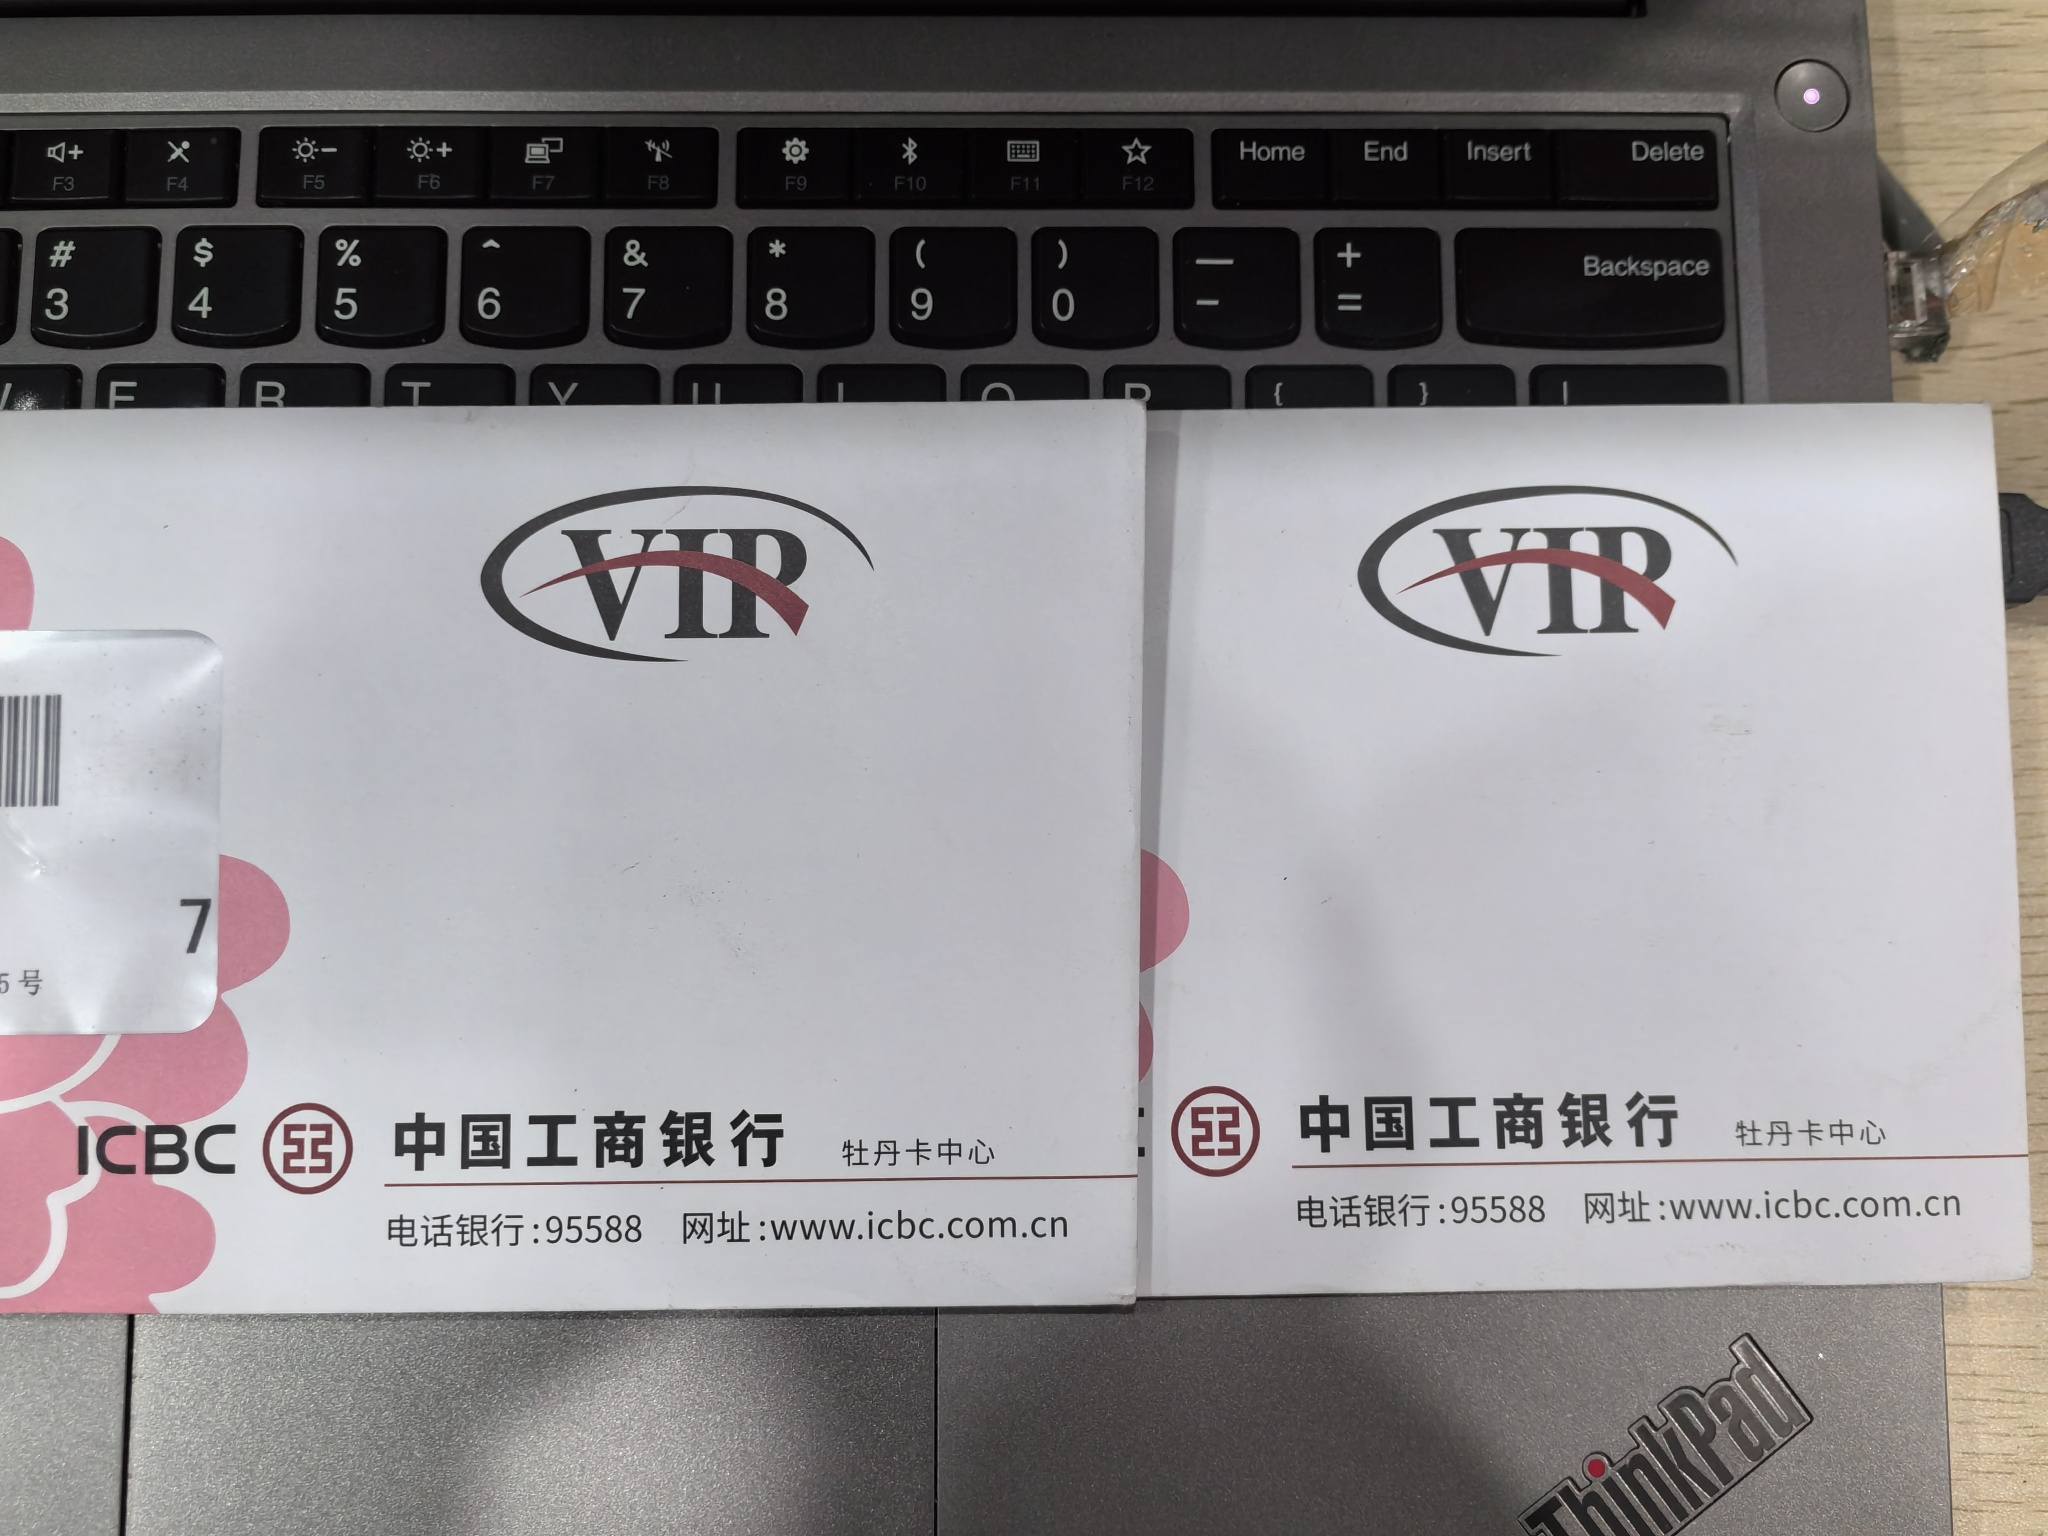 F3 F4 F5 F6 F7 F8 F9 F10 F11 F12 Home End Insert Delete
# $ % ^ & * ( ) — +
3 4 5 6 7 8 9 0 - = Backspace
E R T Y U I O P { } |
VIP
7
5号
ICBC 中国工商银行 牡丹卡中心
电话银行:95588 网址:www.icbc.com.cn
VIP
中国工商银行 牡丹卡中心
电话银行:95588 网址:www.icbc.com.cn
ThinkPad